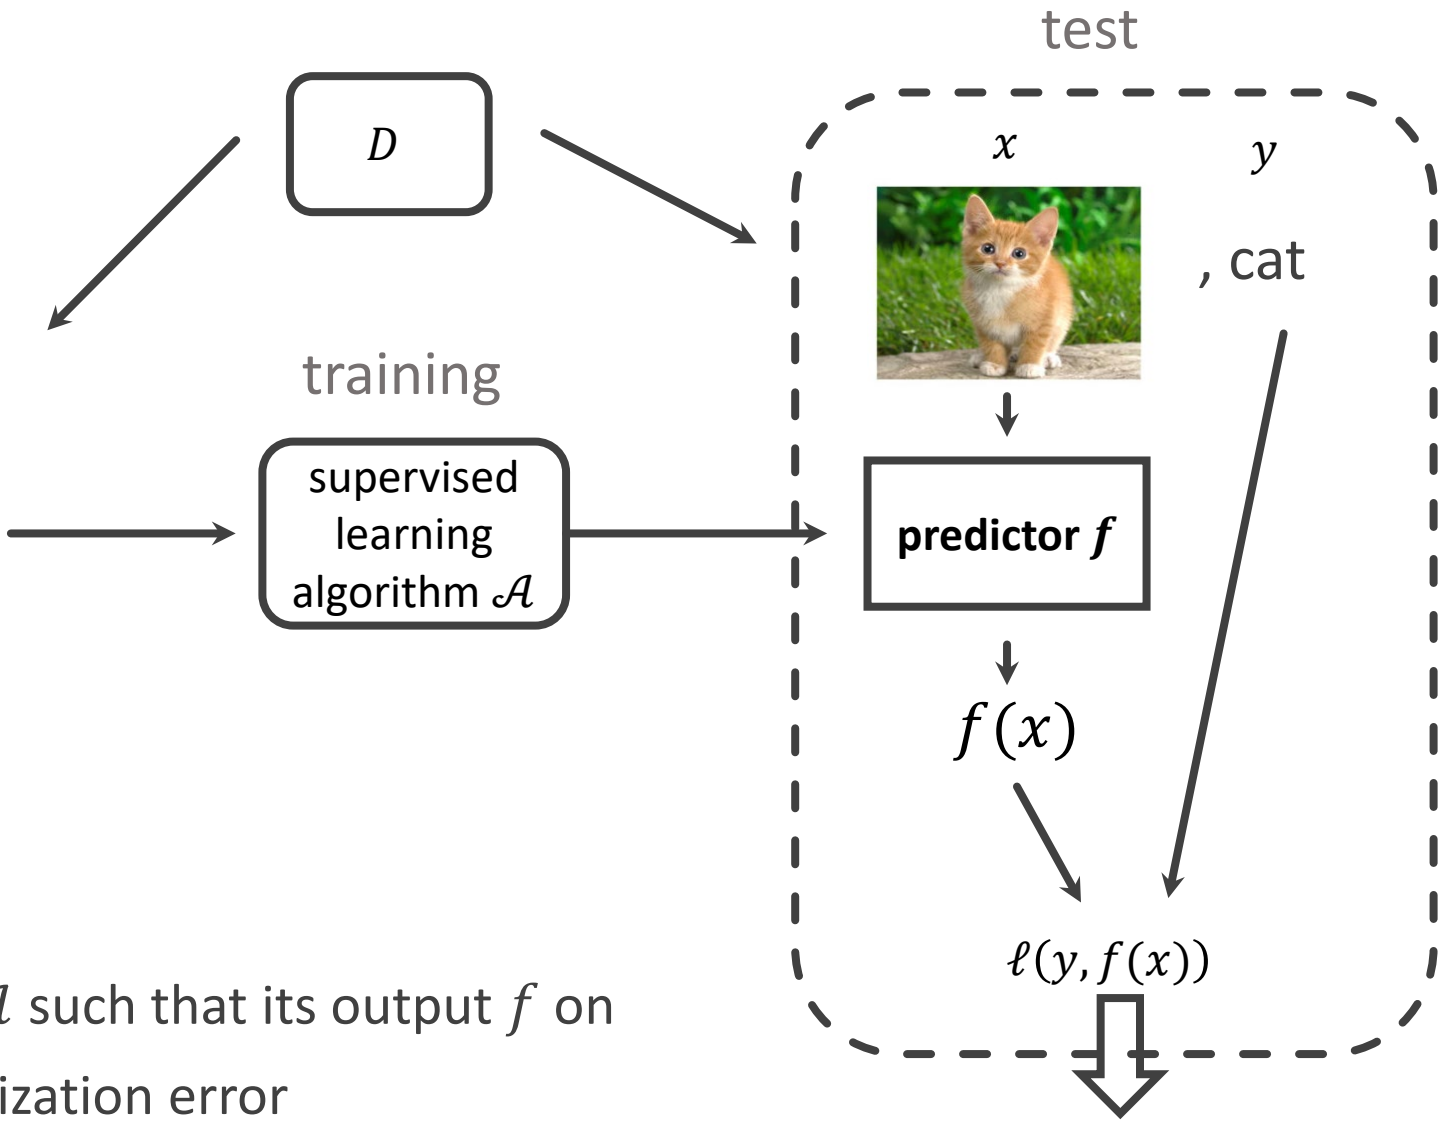 test
D
x
y
, cat
training
supervised
learning
algorithm 𝒜
predictor f
f(x)
ℓ(y, f(x))
such that its output f on
ization error